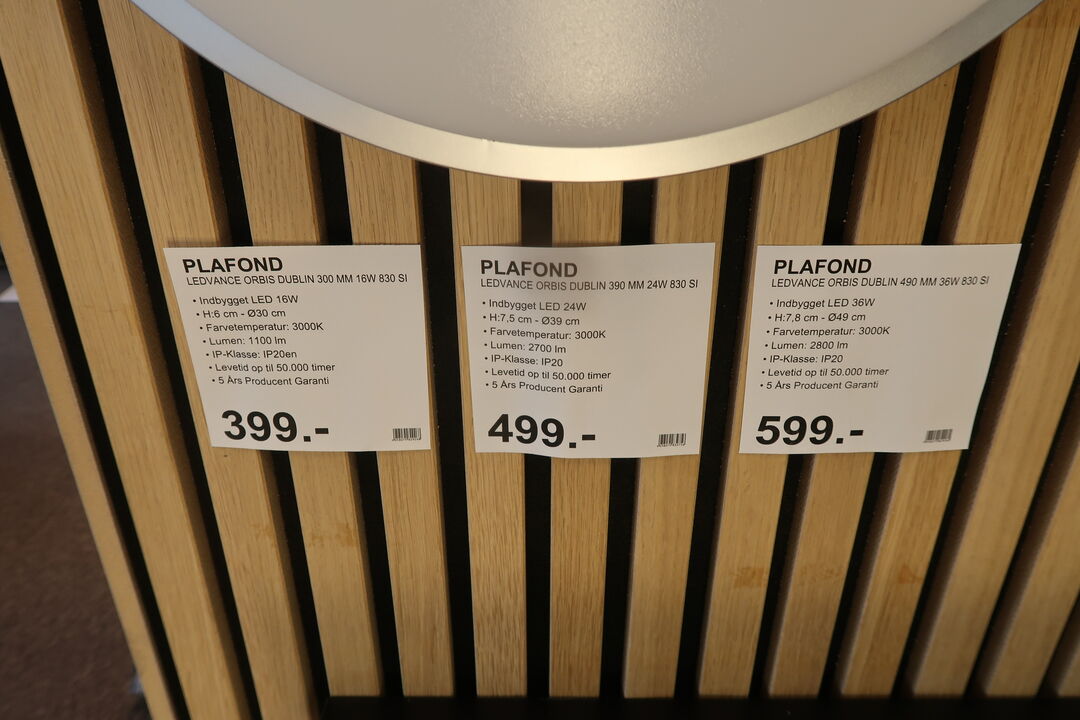 PLAFOND
LEDVANCE ORBIS DUBLIN 300 MM 16W 830 SI
• Indbygget LED 16W
• H:6 cm - Ø30 cm
• Farvetemperatur: 3000K
• Lumen: 1100 lm
• IP-Klasse: IP20en
• Levetid op til 50.000 timer
• 5 Års Producent Garanti
399.-
PLAFOND
LEDVANCE ORBIS DUBLIN 390 MM 24W 830 SI
• Indbygget LED 24W
• H:7,5 cm - Ø39 cm
• Farvetemperatur: 3000K
• Lumen: 2700 lm
• IP-Klasse: IP20
• Levetid op til 50.000 timer
• 5 Års Producent Garanti
499.-
PLAFOND
LEDVANCE ORBIS DUBLIN 490 MM 36W 830 SI
• Indbygget LED 36W
• H:7,8 cm - Ø49 cm
• Farvetemperatur: 3000K
• Lumen: 2800 lm
• IP-Klasse: IP20
• Levetid op til 50.000 timer
• 5 Års Producent Garanti
599.-